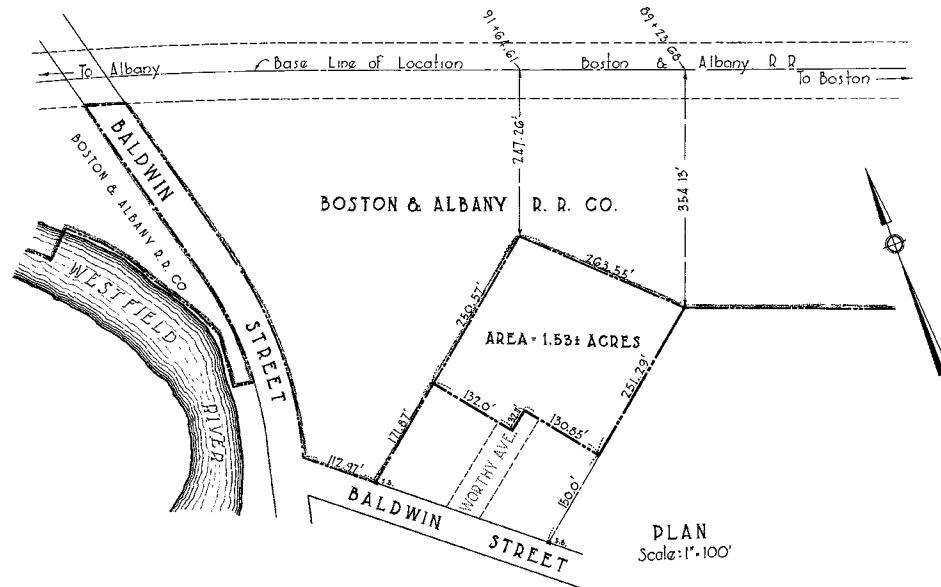 91+64.61
89+23.68
To Albany
Base Line of Location
Boston & Albany R R
To Boston
247.26'
354.13'
BALDWIN
STREET
BOSTON & ALBANY R.R. CO
BOSTON & ALBANY R. R. CO.
WESTFIELD
RIVER
263.55'
250.57'
AREA = 1.53± ACRES
251.29'
132.0'
32.8'
130.85'
171.87'
WORTHY AVE.
150.0'
112.97'
S.B.
BALDWIN
STREET
S.B.
PLAN
Scale: 1"=100'